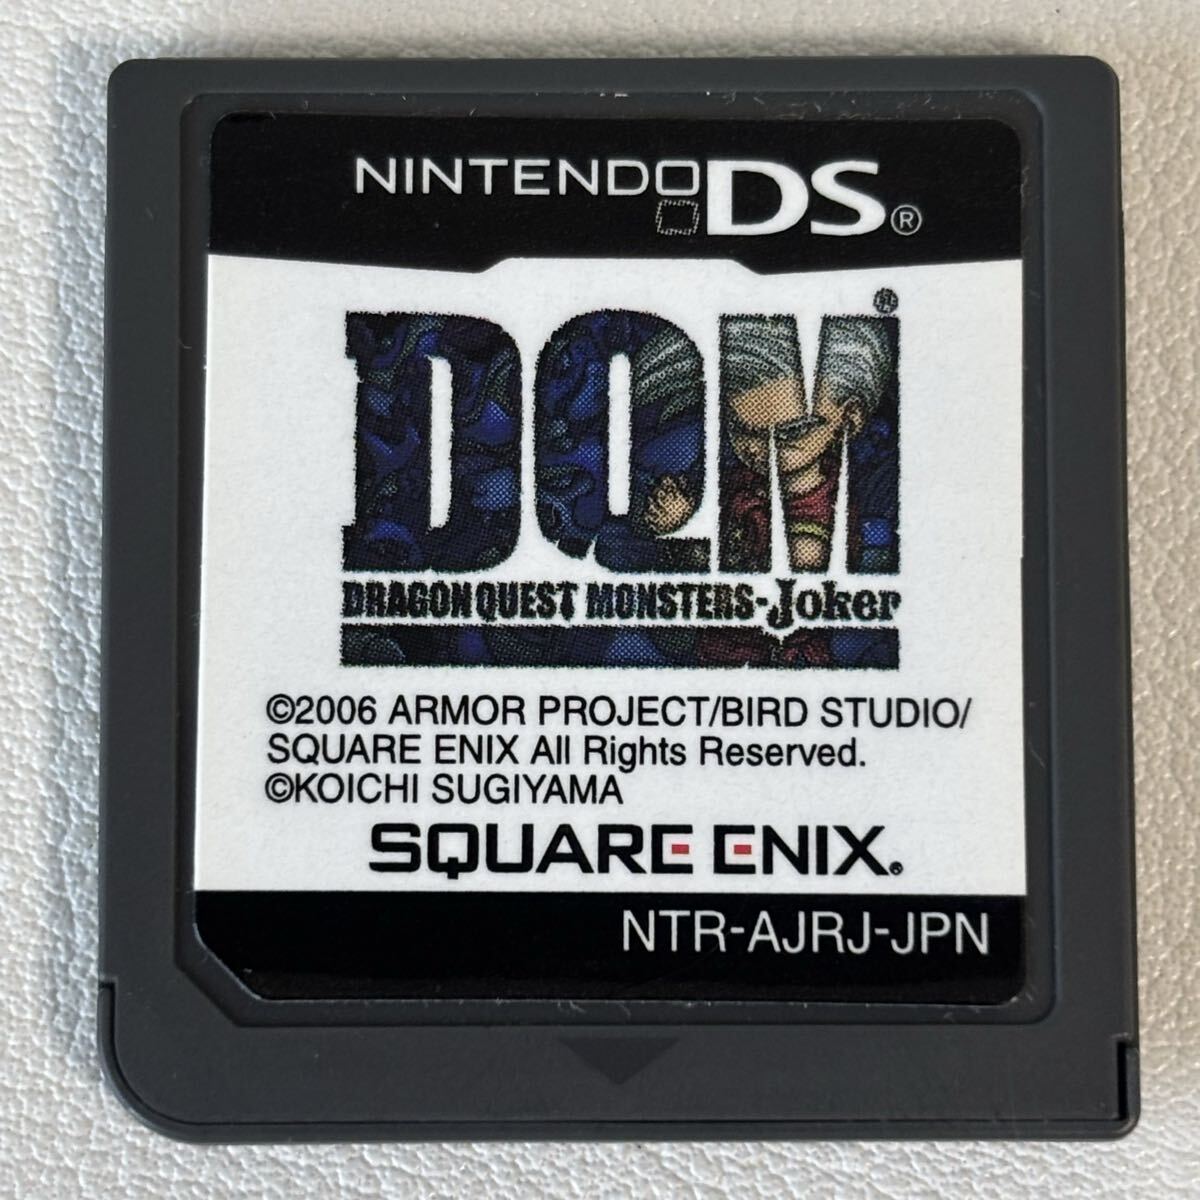 NINTENDO DS®
DQM®
DRAGON QUEST MONSTERS-Joker
©2006 ARMOR PROJECT/BIRD STUDIO/
SQUARE ENIX All Rights Reserved.
©KOICHI SUGIYAMA
SQUARE ENIX.
NTR-AJRJ-JPN